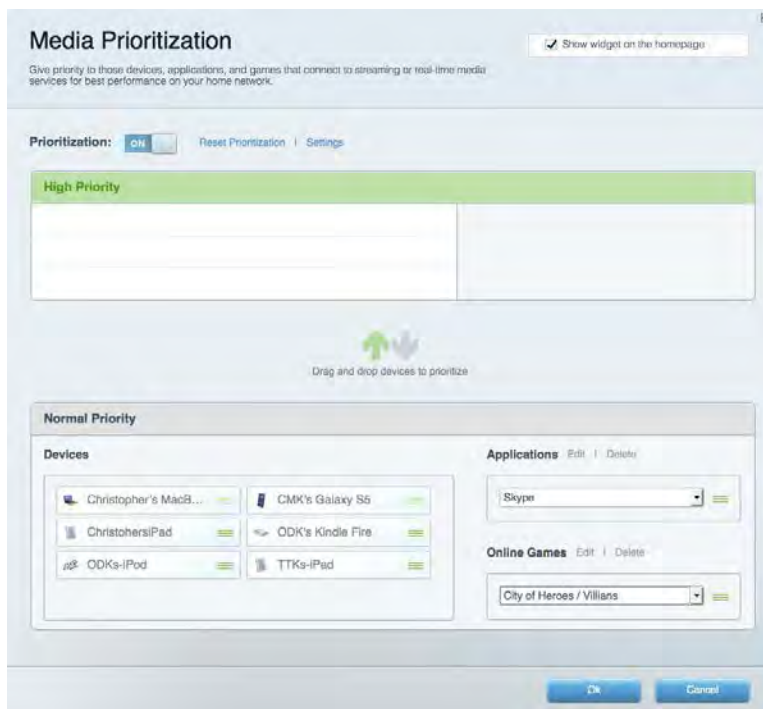 Media Prioritization
Show widget on the homepage
Give priority to those devices, applications, and games that connect to streaming or real-time media
services for best performance on your home network.
Prioritization: ON Reset Prioritization | Settings
High Priority
Drag and drop devices to prioritize
Normal Priority
Devices
Applications Edit | Delete
Christopher's MacB... CMK's Galaxy S5
Skype
ChristohersiPad ODK's Kindle Fire
ODKs-iPod TTKs-iPad
Online Games Edit | Delete
City of Heroes / Villians
Ok Cancel